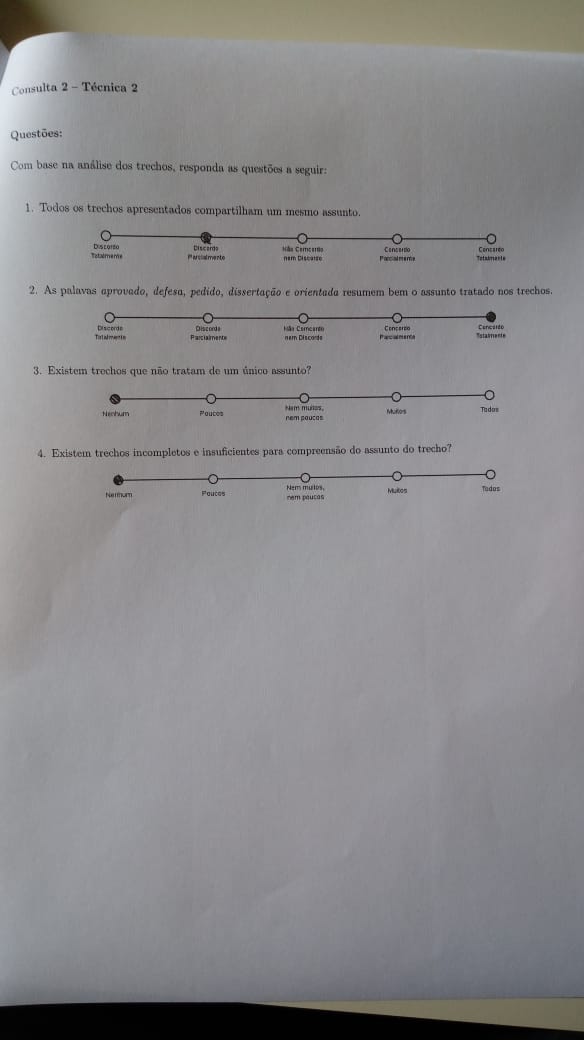 Consulta 2 – Técnica 2
Questões:
Com base na análise dos trechos, responda as questões a seguir:
1. Todos os trechos apresentados compartilham um mesmo assunto.
Discordo Totalmente
Discordo Parcialmente
Não Corncordo nem Discordo
Concordo Parcialmente
Concordo Totalmente
2. As palavas aprovado, defesa, pedido, dissertação e orientada resumem bem o assunto tratado nos trechos.
Discordo Totalmente
Discordo Parcialmente
Não Corncordo nem Discordo
Concordo Parcialmente
Concordo Totalmente
3. Existem trechos que não tratam de um único assunto?
Nenhum
Poucos
Nem muitos, nem poucos
Muitos
Todos
4. Existem trechos incompletos e insuficientes para compreensão do assunto do trecho?
Nenhum
Poucos
Nem muitos, nem poucos
Muitos
Todos